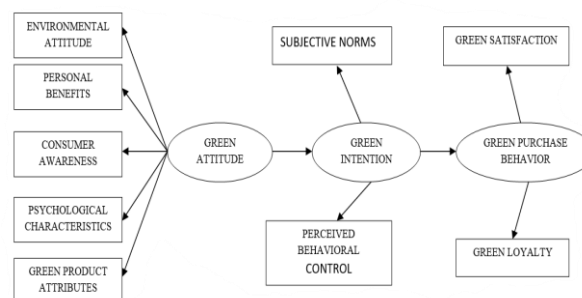 ENVIRONMENTAL
ATTITUDE
PERSONAL
BENEFITS
CONSUMER
AWARENESS
PSYCHOLOGICAL
CHARACTERISTICS
GREEN PRODUCT
ATTRIBUTES
GREEN
ATTITUDE
SUBJECTIVE NORMS
GREEN
INTENTION
PERCEIVED
BEHAVIORAL
CONTROL
GREEN SATISFACTION
GREEN PURCHASE
BEHAVIOR
GREEN LOYALTY